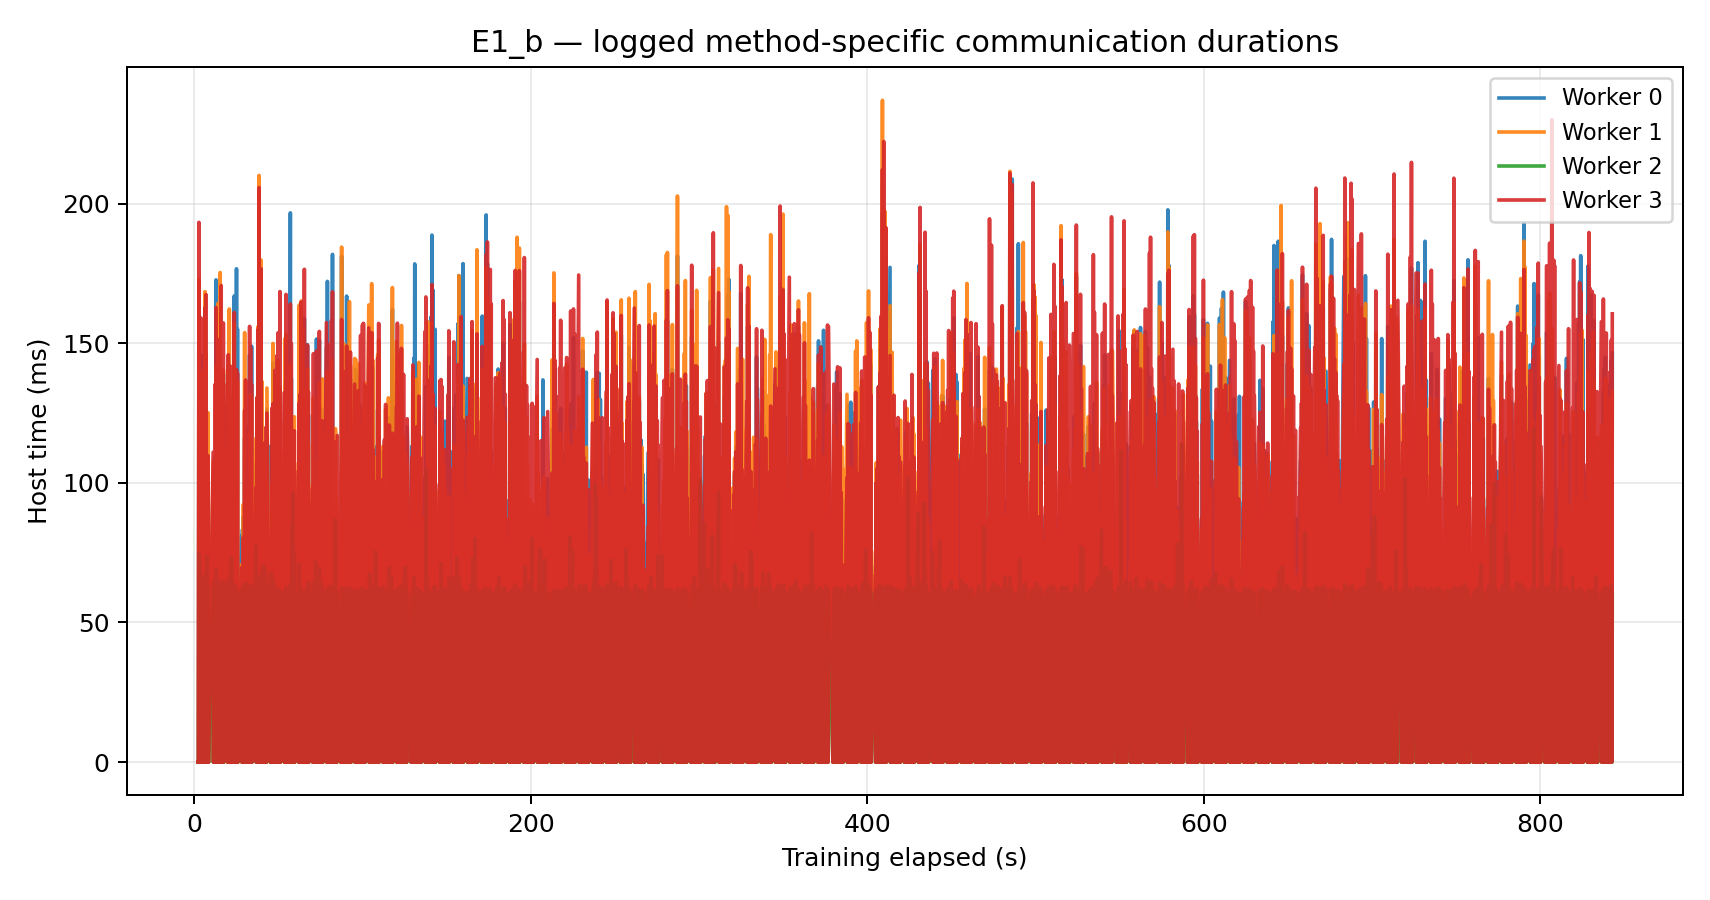 E1_b — logged method-specific communication durations
Worker 0
Worker 1
Worker 2
Worker 3
Host time (ms)
200
150
100
50
0
0 200 400 600 800
Training elapsed (s)